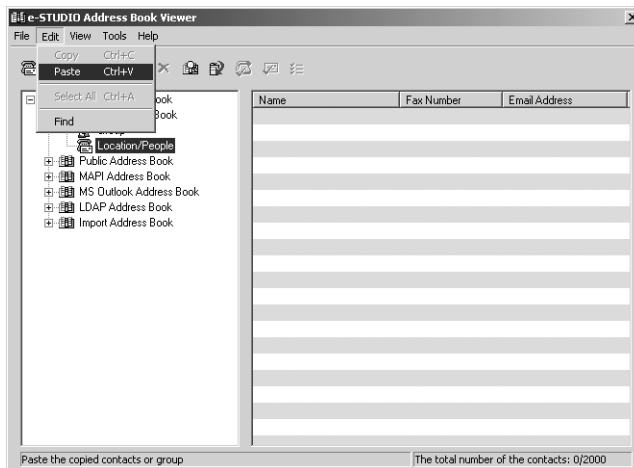 e-STUDIO Address Book Viewer
File Edit View Tools Help
Copy Ctrl+C
Paste Ctrl+V
Select All Ctrl+A
Find
ook
Book
Location/People
Public Address Book
MAPI Address Book
MS Outlook Address Book
LDAP Address Book
Import Address Book
Name Fax Number Email Address
Paste the copied contacts or group
The total number of the contacts: 0/2000